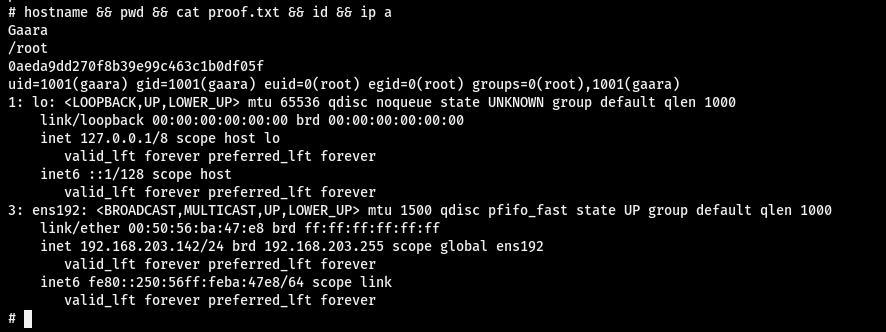 # hostname && pwd && cat proof.txt && id && ip a
Gaara
/root
0aeda9dd270f8b39e99c463c1b0df05f
uid=1001(gaara) gid=1001(gaara) euid=0(root) egid=0(root) groups=0(root),1001(gaara)
1: lo: <LOOPBACK,UP,LOWER_UP> mtu 65536 qdisc noqueue state UNKNOWN group default qlen 1000
    link/loopback 00:00:00:00:00:00 brd 00:00:00:00:00:00
    inet 127.0.0.1/8 scope host lo
       valid_lft forever preferred_lft forever
    inet6 ::1/128 scope host
       valid_lft forever preferred_lft forever
3: ens192: <BROADCAST,MULTICAST,UP,LOWER_UP> mtu 1500 qdisc pfifo_fast state UP group default qlen 1000
    link/ether 00:50:56:ba:47:e8 brd ff:ff:ff:ff:ff:ff
    inet 192.168.203.142/24 brd 192.168.203.255 scope global ens192
       valid_lft forever preferred_lft forever
    inet6 fe80::250:56ff:feba:47e8/64 scope link
       valid_lft forever preferred_lft forever
#